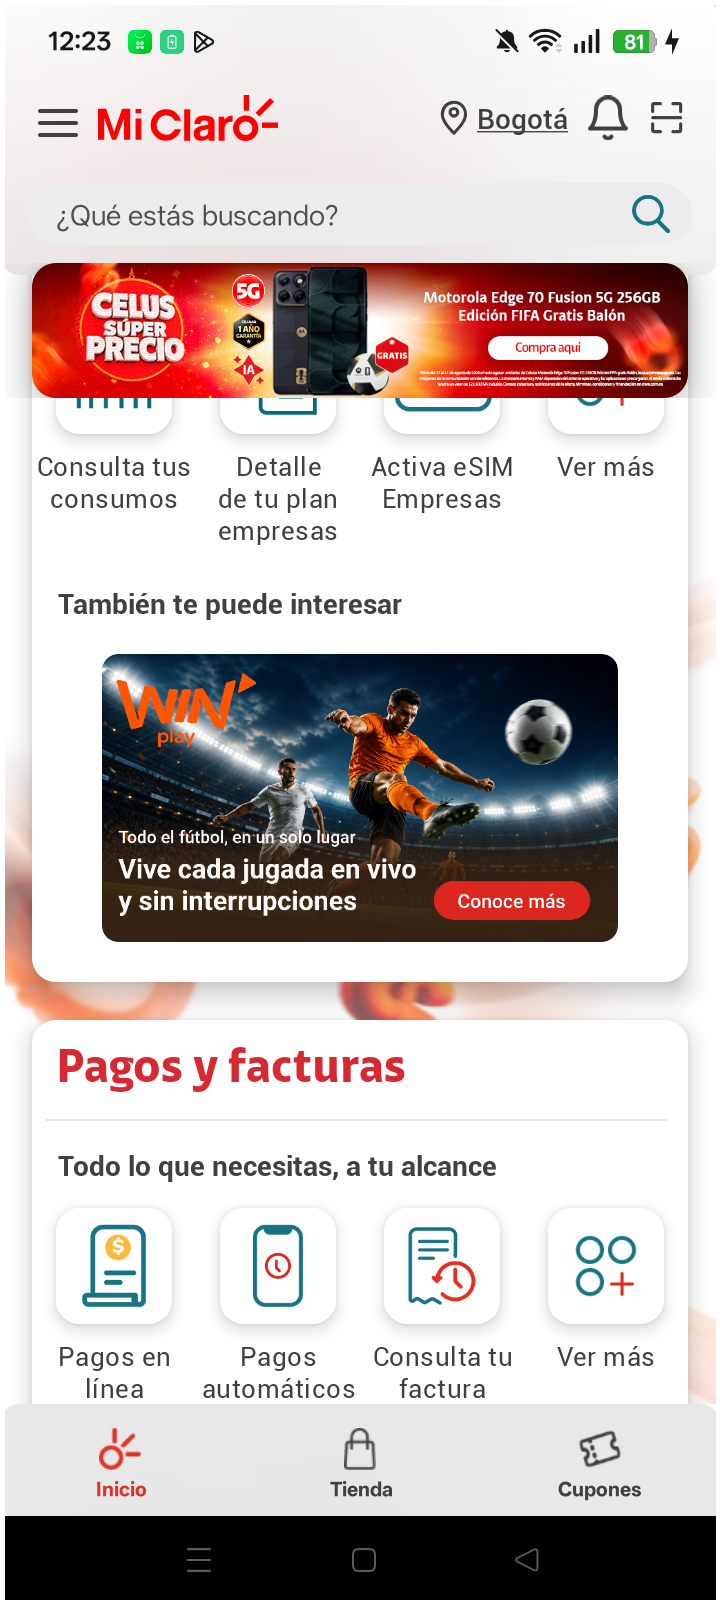 12:23
81
Mi Claro
Bogotá
¿Qué estás buscando?
CELUS
SÚPER
PRECIO
5G
1 AÑO
GARANTÍA
IA
GRATIS
Motorola Edge 70 Fusion 5G 256GB
Edición FIFA Gratis Balón
Compra aquí
Consulta tus
consumos
Detalle
de tu plan
empresas
Activa eSIM
Empresas
Ver más
También te puede interesar
WIN
play
Todo el fútbol, en un solo lugar
Vive cada jugada en vivo
y sin interrupciones
Conoce más
Pagos y facturas
Todo lo que necesitas, a tu alcance
Pagos en
línea
Pagos
automáticos
Consulta tu
factura
Ver más
Inicio
Tienda
Cupones